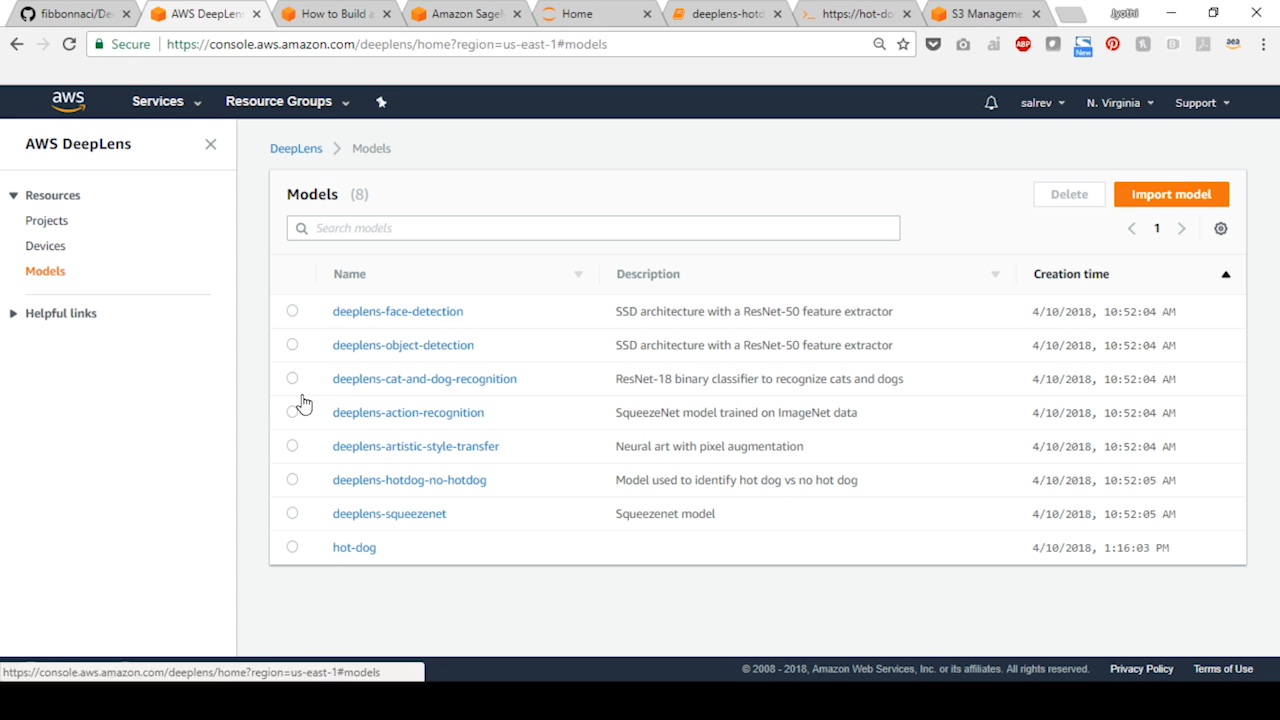 fibbonnaci/De
AWS DeepLens
How to Build a
Amazon SageM
Home
deeplens-hotd
https://hot-do
S3 Manageme
Jyothi
Secure
https://console.aws.amazon.com/deeplens/home?region=us-east-1#models
ai
ABP
New
aea
aws
Services
Resource Groups
salrev
N. Virginia
Support
AWS DeepLens
Resources
Projects
Devices
Models
Helpful links
DeepLens
Models
Models (8)
Delete
Import model
Search models
1
Name
Description
Creation time
deeplens-face-detection
SSD architecture with a ResNet-50 feature extractor
4/10/2018, 10:52:04 AM
deeplens-object-detection
SSD architecture with a ResNet-50 feature extractor
4/10/2018, 10:52:04 AM
deeplens-cat-and-dog-recognition
ResNet-18 binary classifier to recognize cats and dogs
4/10/2018, 10:52:04 AM
deeplens-action-recognition
SqueezeNet model trained on ImageNet data
4/10/2018, 10:52:04 AM
deeplens-artistic-style-transfer
Neural art with pixel augmentation
4/10/2018, 10:52:04 AM
deeplens-hotdog-no-hotdog
Model used to identify hot dog vs no hot dog
4/10/2018, 10:52:05 AM
deeplens-squeezenet
Squeezenet model
4/10/2018, 10:52:05 AM
hot-dog
4/10/2018, 1:16:03 PM
https://console.aws.amazon.com/deeplens/home?region=us-east-1#models
© 2008 - 2018, Amazon Web Services, Inc. or its affiliates. All rights reserved.
Privacy Policy
Terms of Use